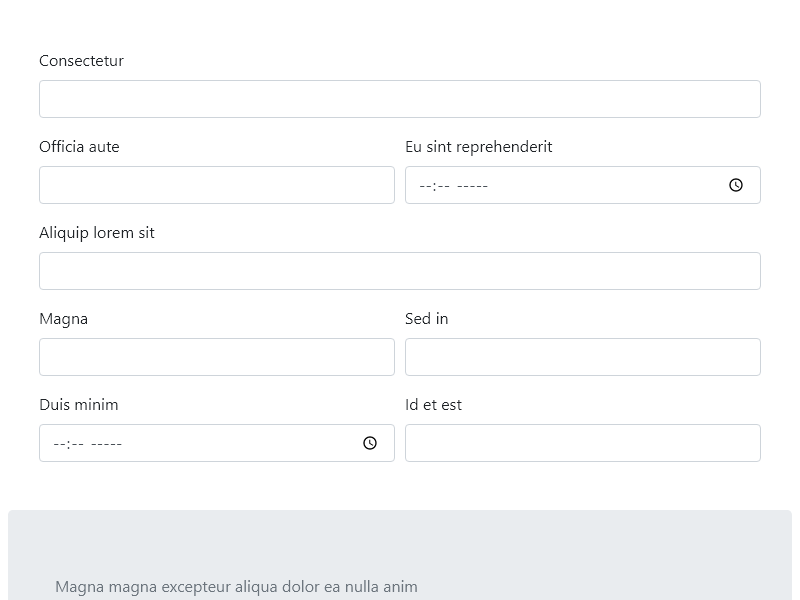 Consectetur
Officia aute
Eu sint reprehenderit
--:-- -----
Aliquip lorem sit
Magna
Sed in
Duis minim
Id et est
--:-- -----
Magna magna excepteur aliqua dolor ea nulla anim